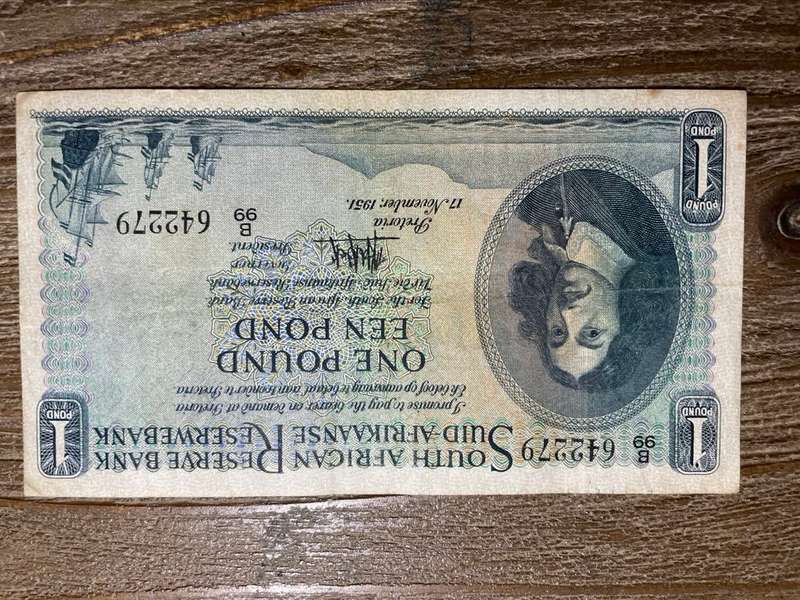 1
POND
B
99
642279
SOUTH AFRICAN RESERVE BANK
SUID-AFRIKAANSE RESERWEBANK
1
POND
I promise to pay the bearer on demand at Pretoria
Ek beloof op aanvraag te betaal aan toonder te Pretoria
ONE POUND
EEN POND
For the South African Reserve Bank
Vir die Suid-Afrikaanse Reserwebank
Governor
President
Pretoria
17 November, 1951.
B
99
642279
1
POND